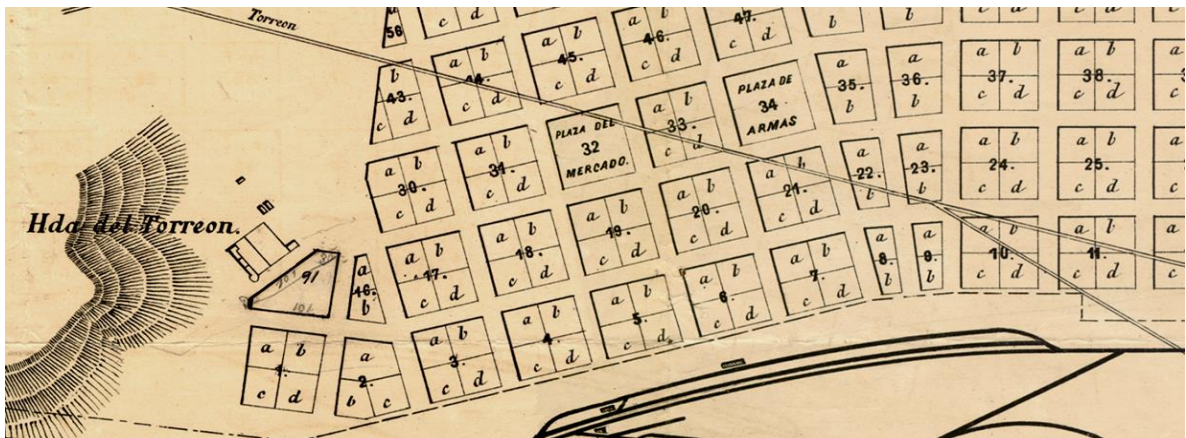 Torreon
56
c d
c d
c d
47.
c d
b
b
c d
c d
c
a b
44.
c d
a b
45.
c d
a b
46.
c d
b
43.
c d
PLAZA DE
34
ARMAS
a
35.
b
a
36.
b
a b
37.
c d
a b
38.
c d
a b
30.
c d
a b
31.
c d
PLAZA DEL
32
MERCADO.
a b
33.
c d
a b
21.
c d
a
22.
b
a
23.
b
a b
24.
c d
a b
25.
c d
Hda del Torreon.
91
a
16.
b
a b
17.
c d
a b
18.
c d
a b
19.
c d
a b
20.
c d
a b
7.
c d
a
8.
b
a
9.
b
a b
10.
c d
a b
11.
c d
a b
1.
c d
a
2.
b c
a b
3.
c d
a b
4.
c d
a b
5.
c d
a b
6.
c d